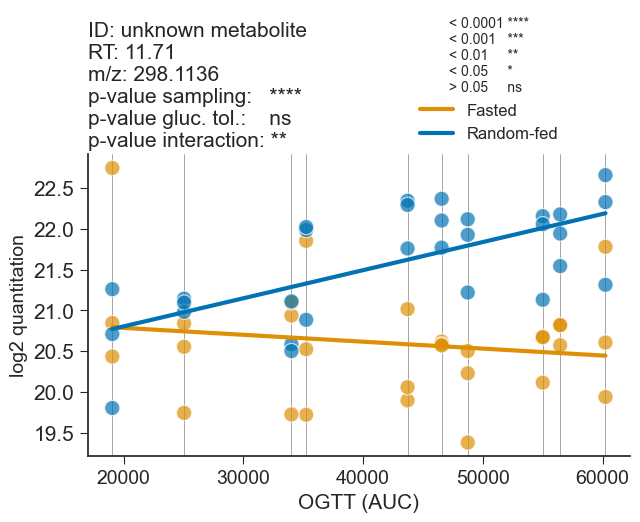 ID: unknown metabolite
RT: 11.71
m/z: 298.1136
p-value sampling: ****
p-value gluc. tol.: ns
p-value interaction: **
< 0.0001 ****
< 0.001 ***
< 0.01 **
< 0.05 *
> 0.05 ns
Fasted
Random-fed
22.5
22.0
21.5
21.0
20.5
20.0
19.5
log2 quantitation
20000 30000 40000 50000 60000
OGTT (AUC)